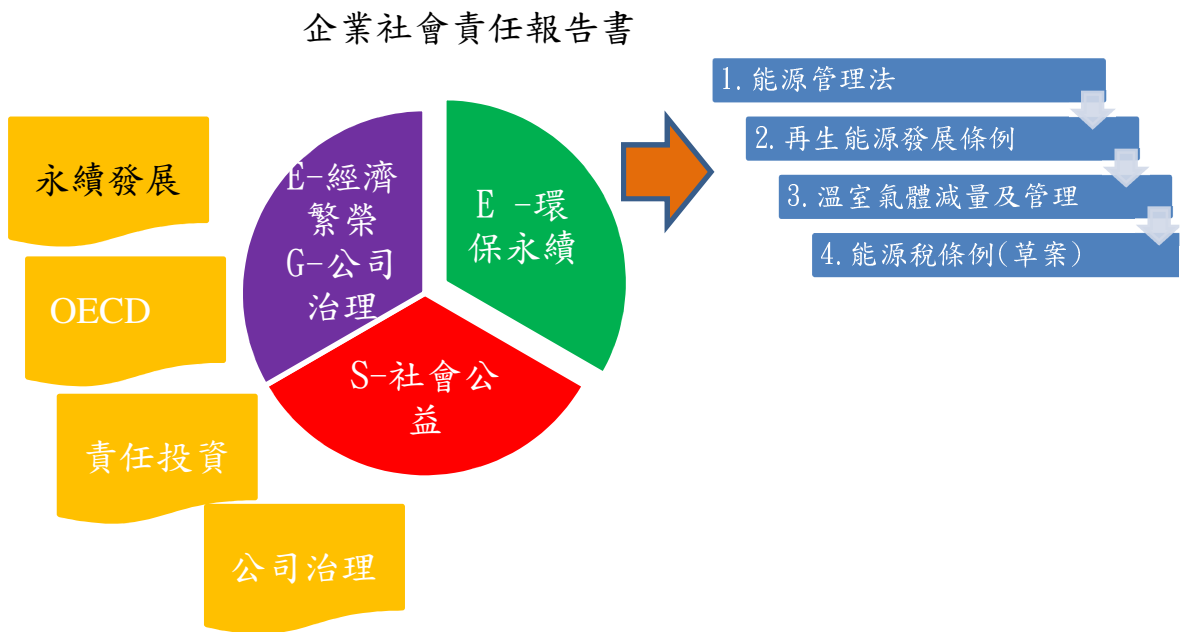 企業社會責任報告書
永續發展
OECD
責任投資
公司治理
E-經濟
繁榮
G-公司
治理
E -環
保永續
S-社會公
益
1.能源管理法
2.再生能源發展條例
3.溫室氣體減量及管理
4.能源稅條例(草案)